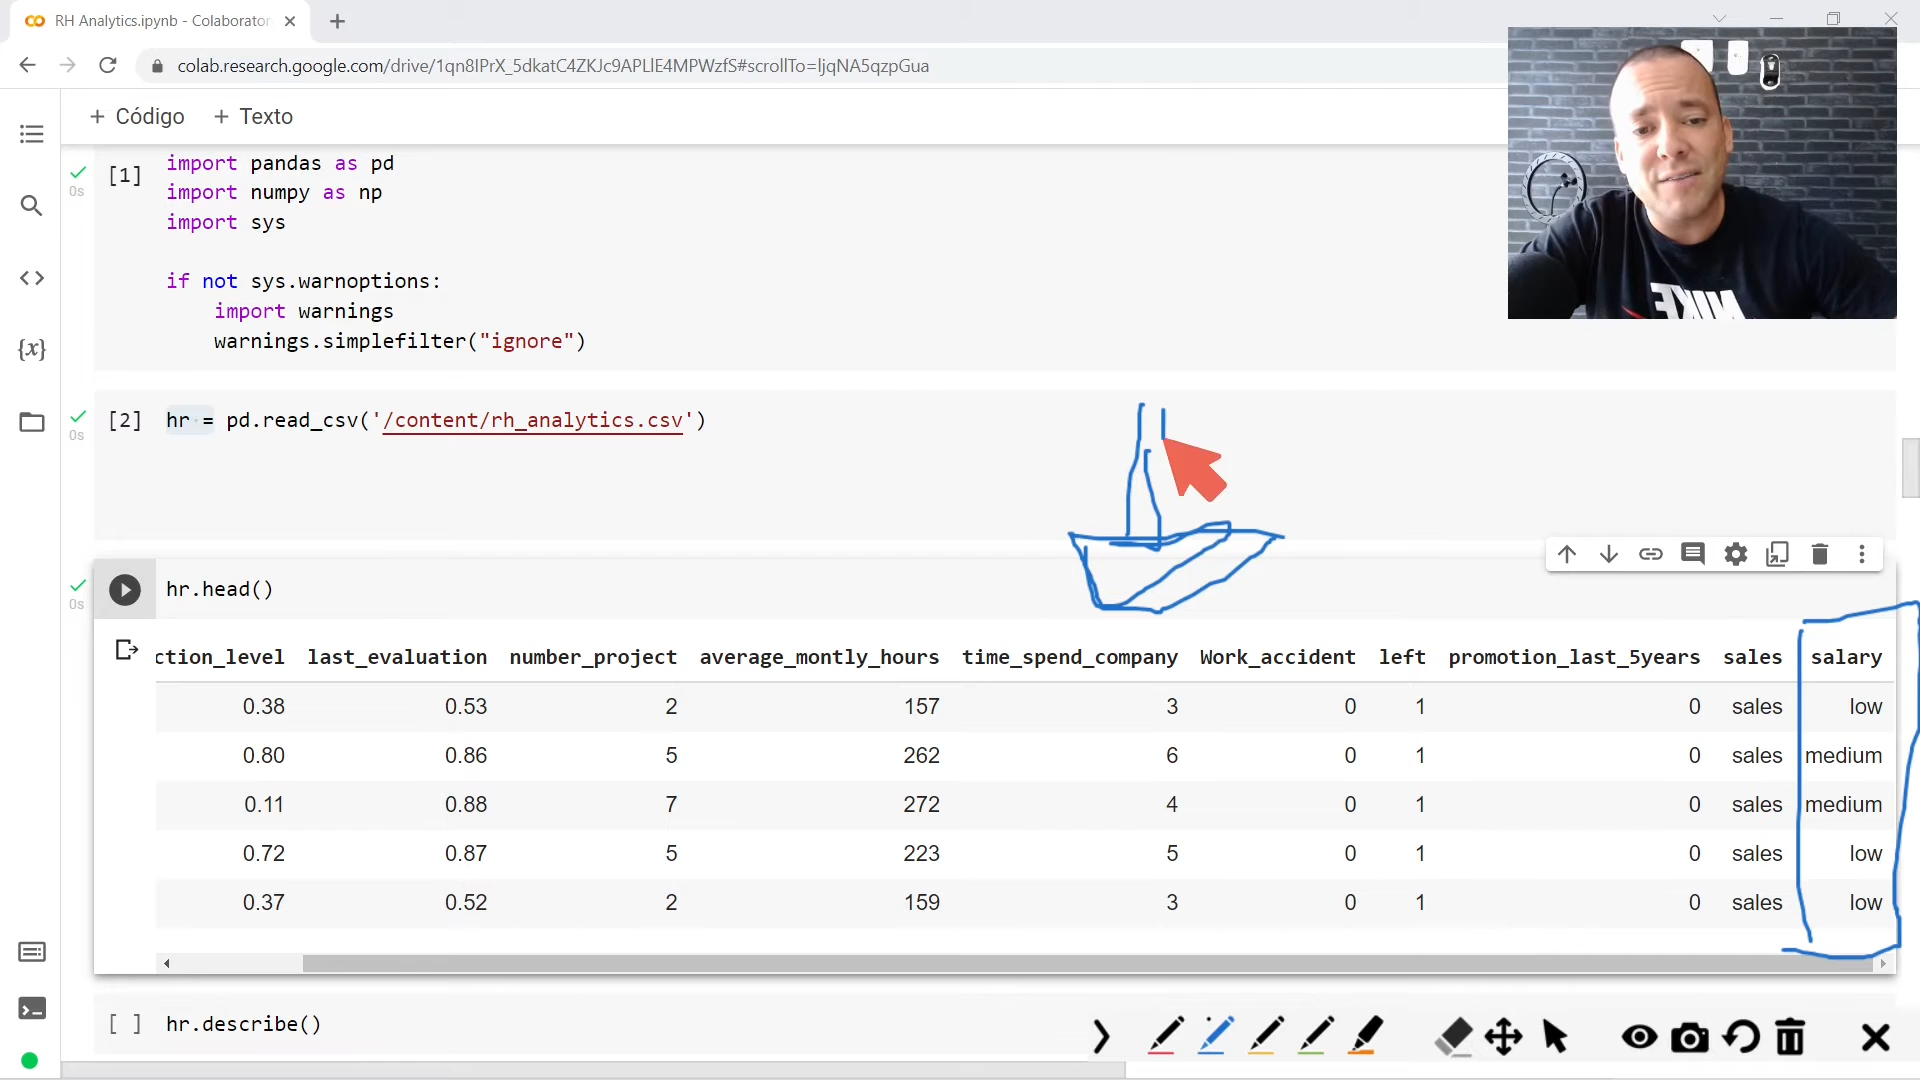 RH Analytics.ipynb - Colaborator
colab.research.google.com/drive/1qn8IPrX_5dkatC4ZKJc9APLlE4MPWzfS#scrollTo=ljqNA5qzpGua
+ Código + Texto
[1] import pandas as pd
0s
import numpy as np
import sys
if not sys.warnoptions:
import warnings
warnings.simplefilter("ignore")
{x}
[2] hr = pd.read_csv('/content/rh_analytics.csv')
0s
hr.head()
0s
ction_level last_evaluation number_project average_montly_hours time_spend_company Work_accident left promotion_last_5years sales salary
0.38 0.53 2 157 3 0 1 0 sales low
0.80 0.86 5 262 6 0 1 0 sales medium
0.11 0.88 7 272 4 0 1 0 sales medium
0.72 0.87 5 223 5 0 1 0 sales low
0.37 0.52 2 159 3 0 1 0 sales low
[ ] hr.describe()
NIKE